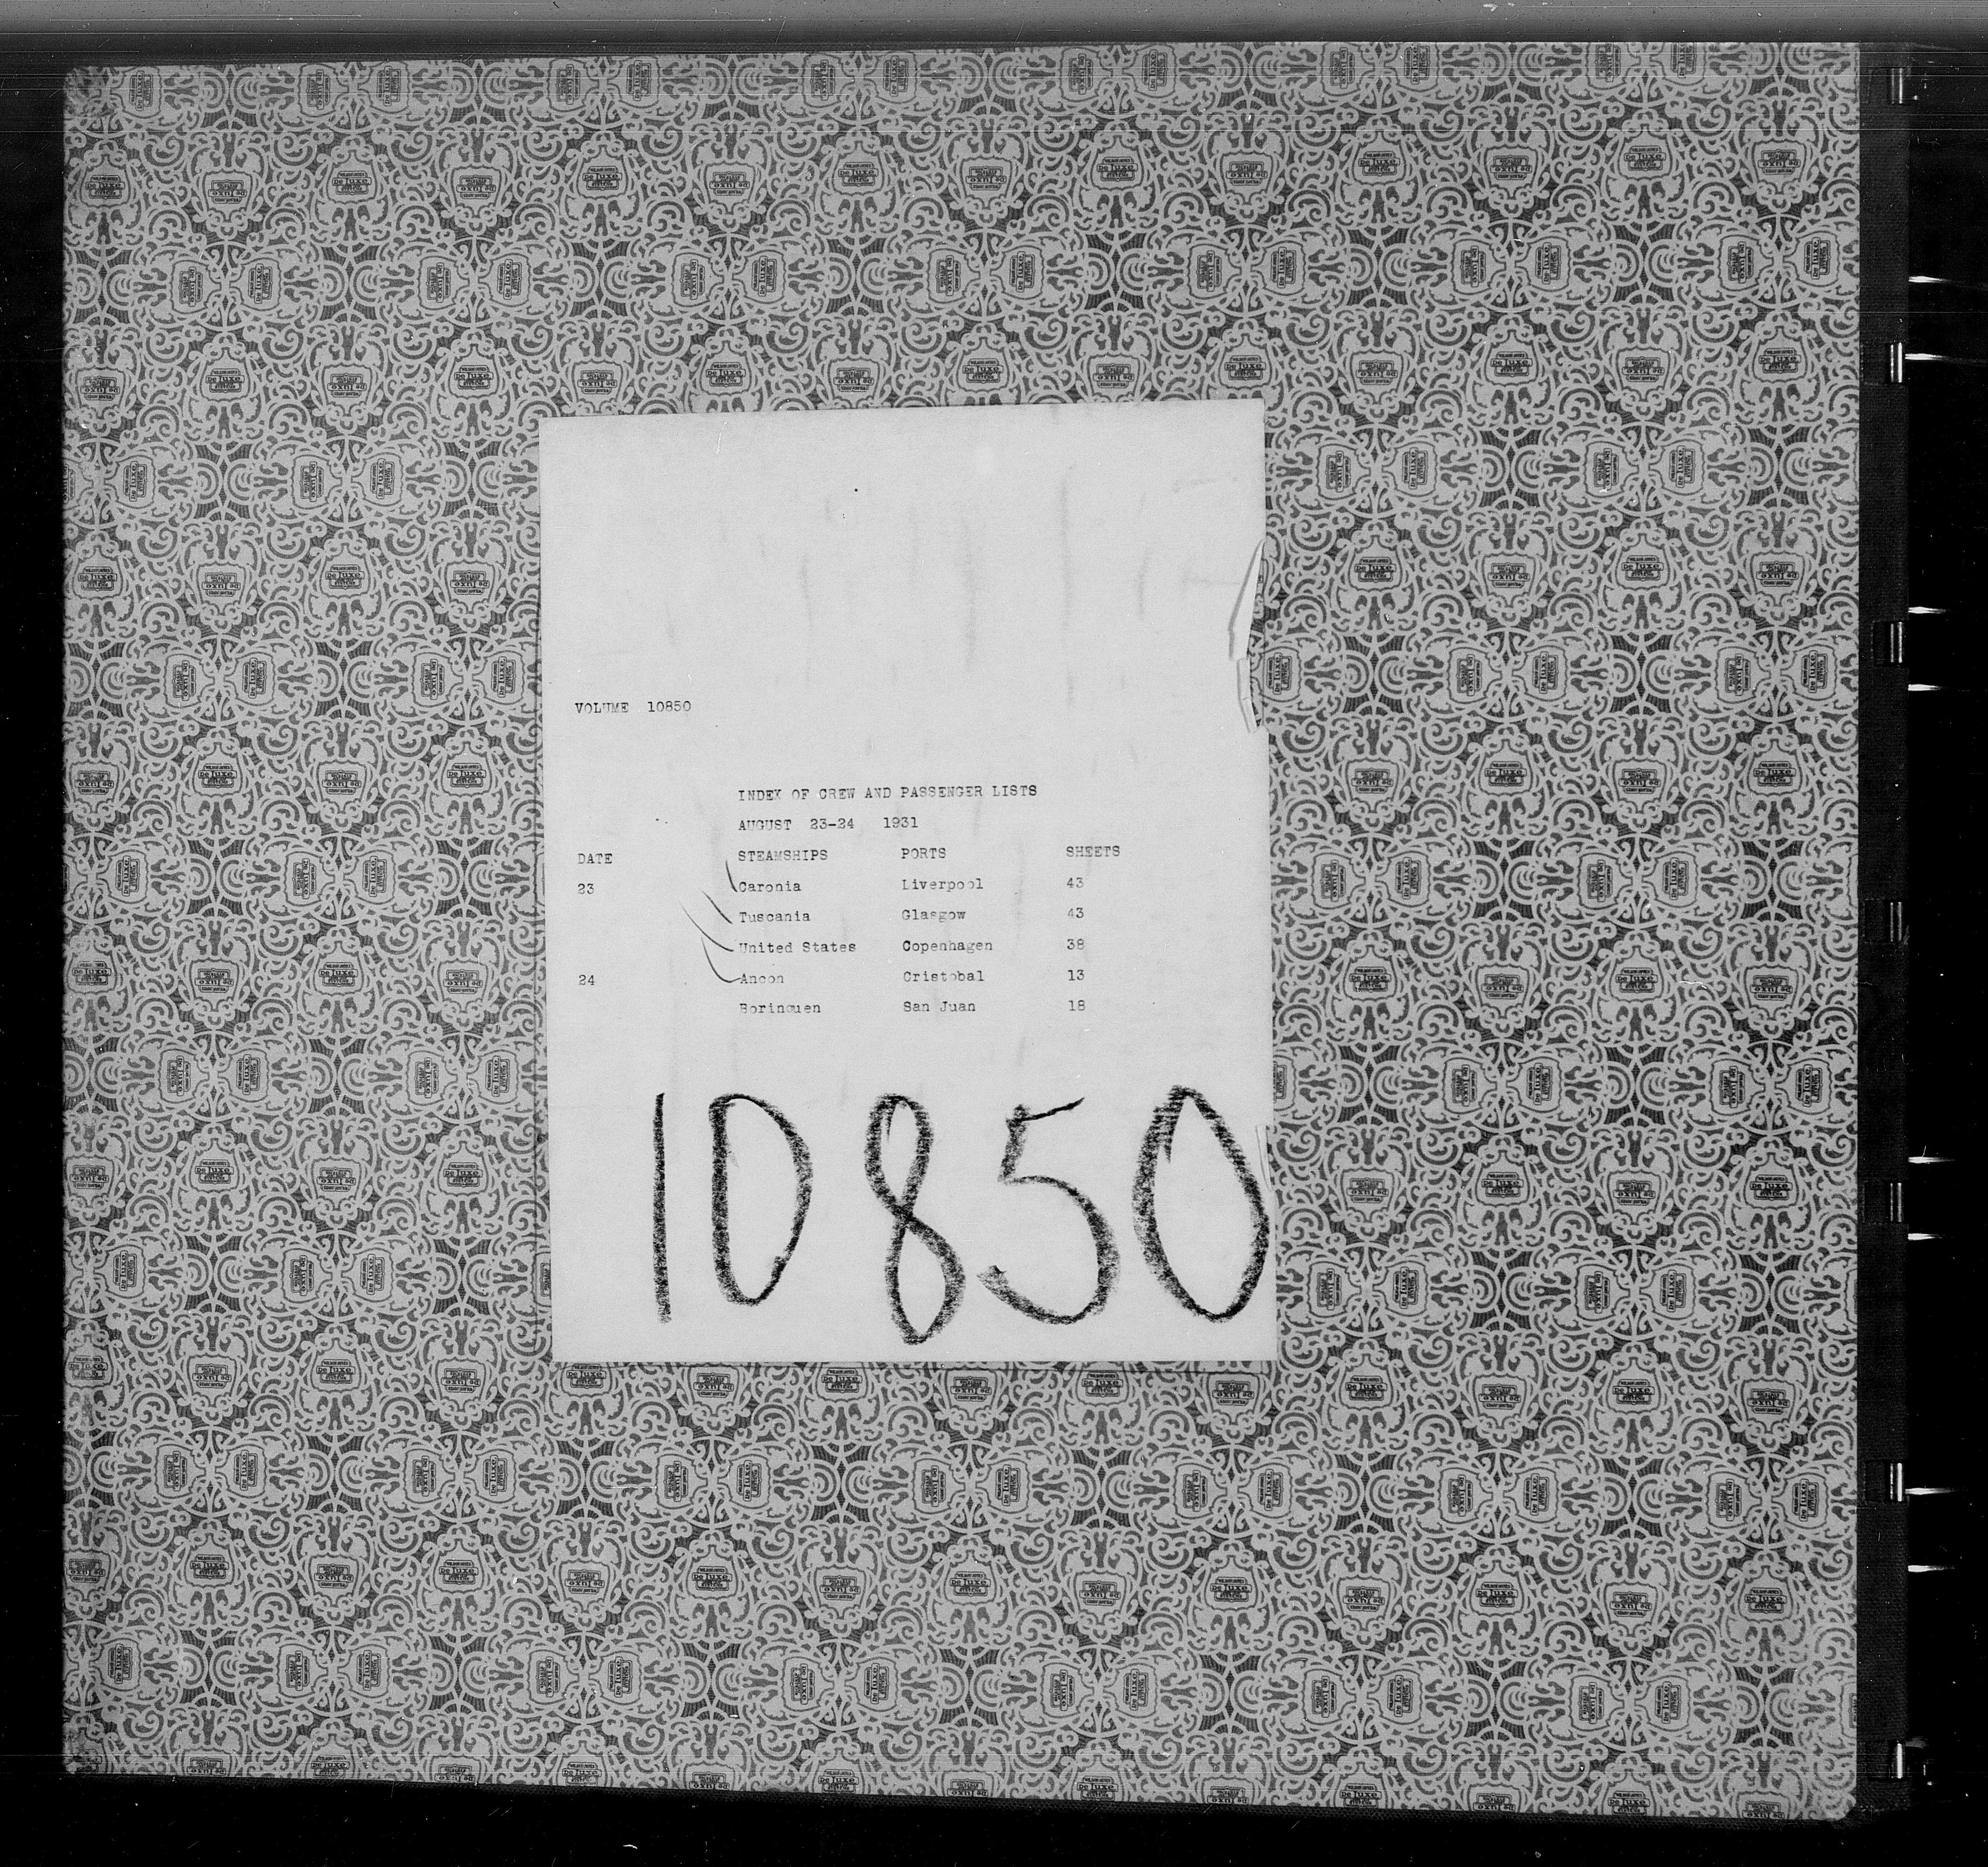 VOLUME 10850
INDEX OF CREW AND PASSENGER LISTS
AUGUST 23-24 1931
DATE STEAMSHIPS PORTS SHEETS
23 Caronia Liverpool 43
Tuscania Glasgow 43
United States Copenhagen 38
24 Ancon Cristobal 13
Borinquen San Juan 18
10850